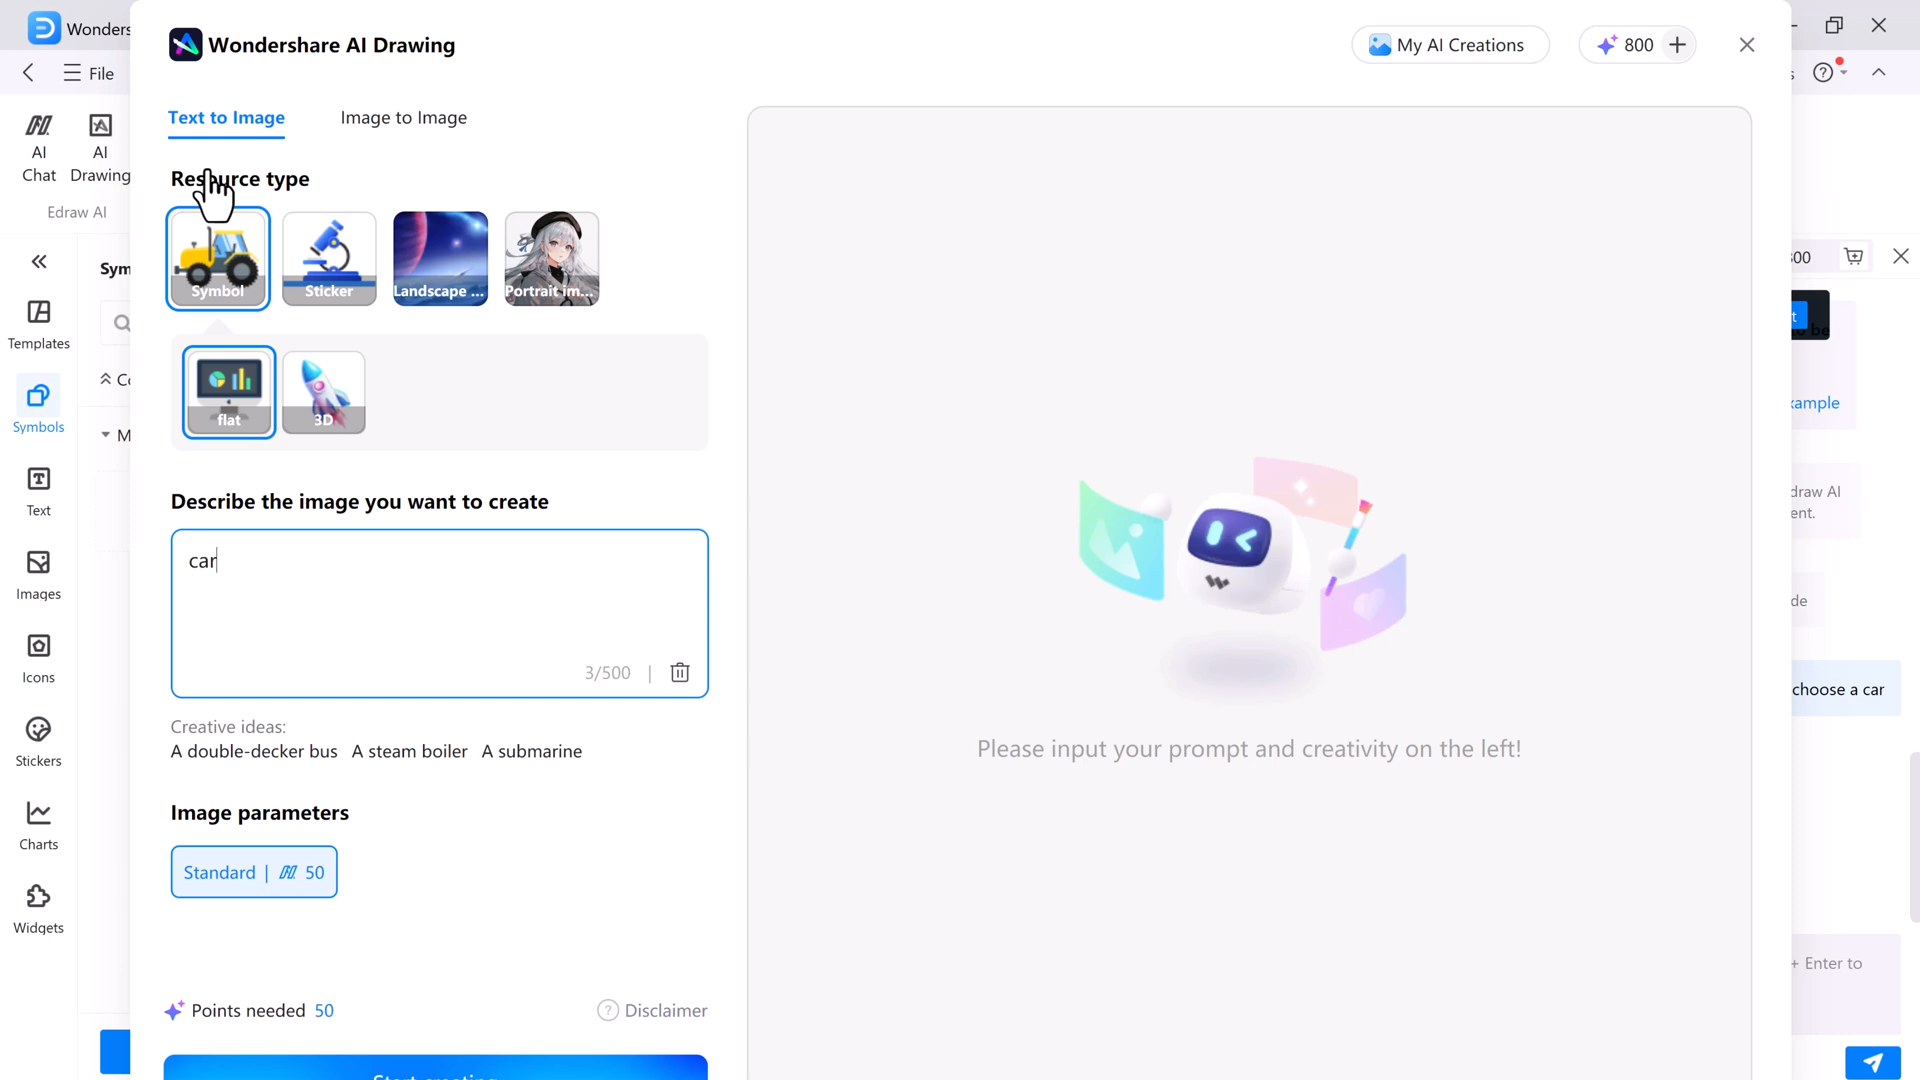 Wonders
Wondershare AI Drawing
My AI Creations
800
File
Text to Image
Image to Image
AI
Chat
AI
Drawing
Edraw AI
Resource type
Symbol
Sticker
Landscape ...
Portrait im...
Sym
Templates
flat
3D
Co
Symbols
M
Describe the image you want to create
car
Text
3/500
Images
Icons
Creative ideas:
A double-decker bus
A steam boiler
A submarine
Stickers
Image parameters
Charts
Standard | 50
Widgets
Points needed 50
Disclaimer
Please input your prompt and creativity on the left!
to be
ample
draw AI
ent.
de
choose a car
+ Enter to